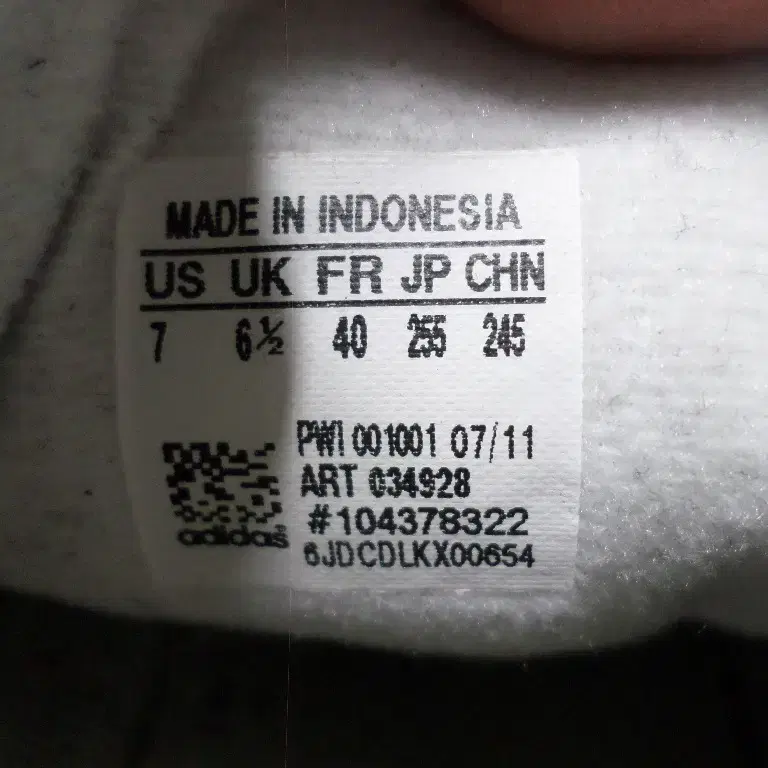 MADE IN INDONESIA
US UK FR JP CHN
7 6½ 40 255 245
PWI 001001 07/11
ART 034928
#104378322
6JDCDLKX00654
adidas